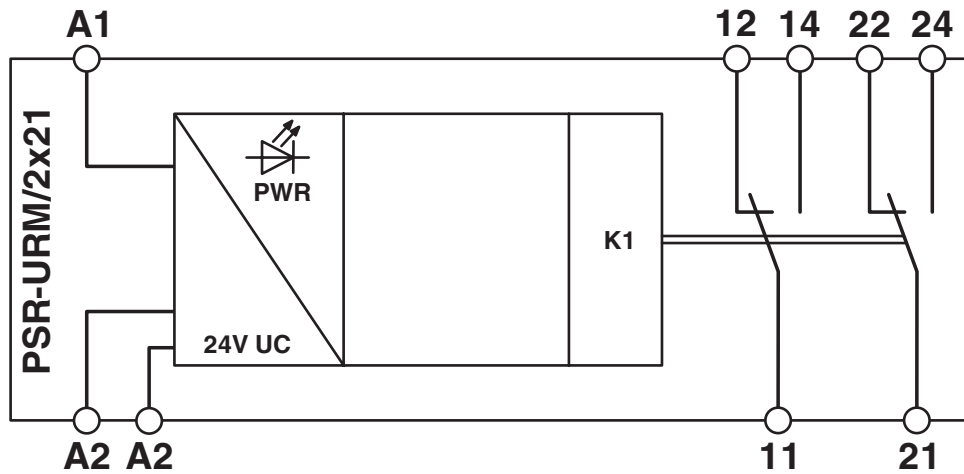 A1
12 14 22 24
PSR-URM/2x21
PWR
K1
24V UC
A2 A2
11
21